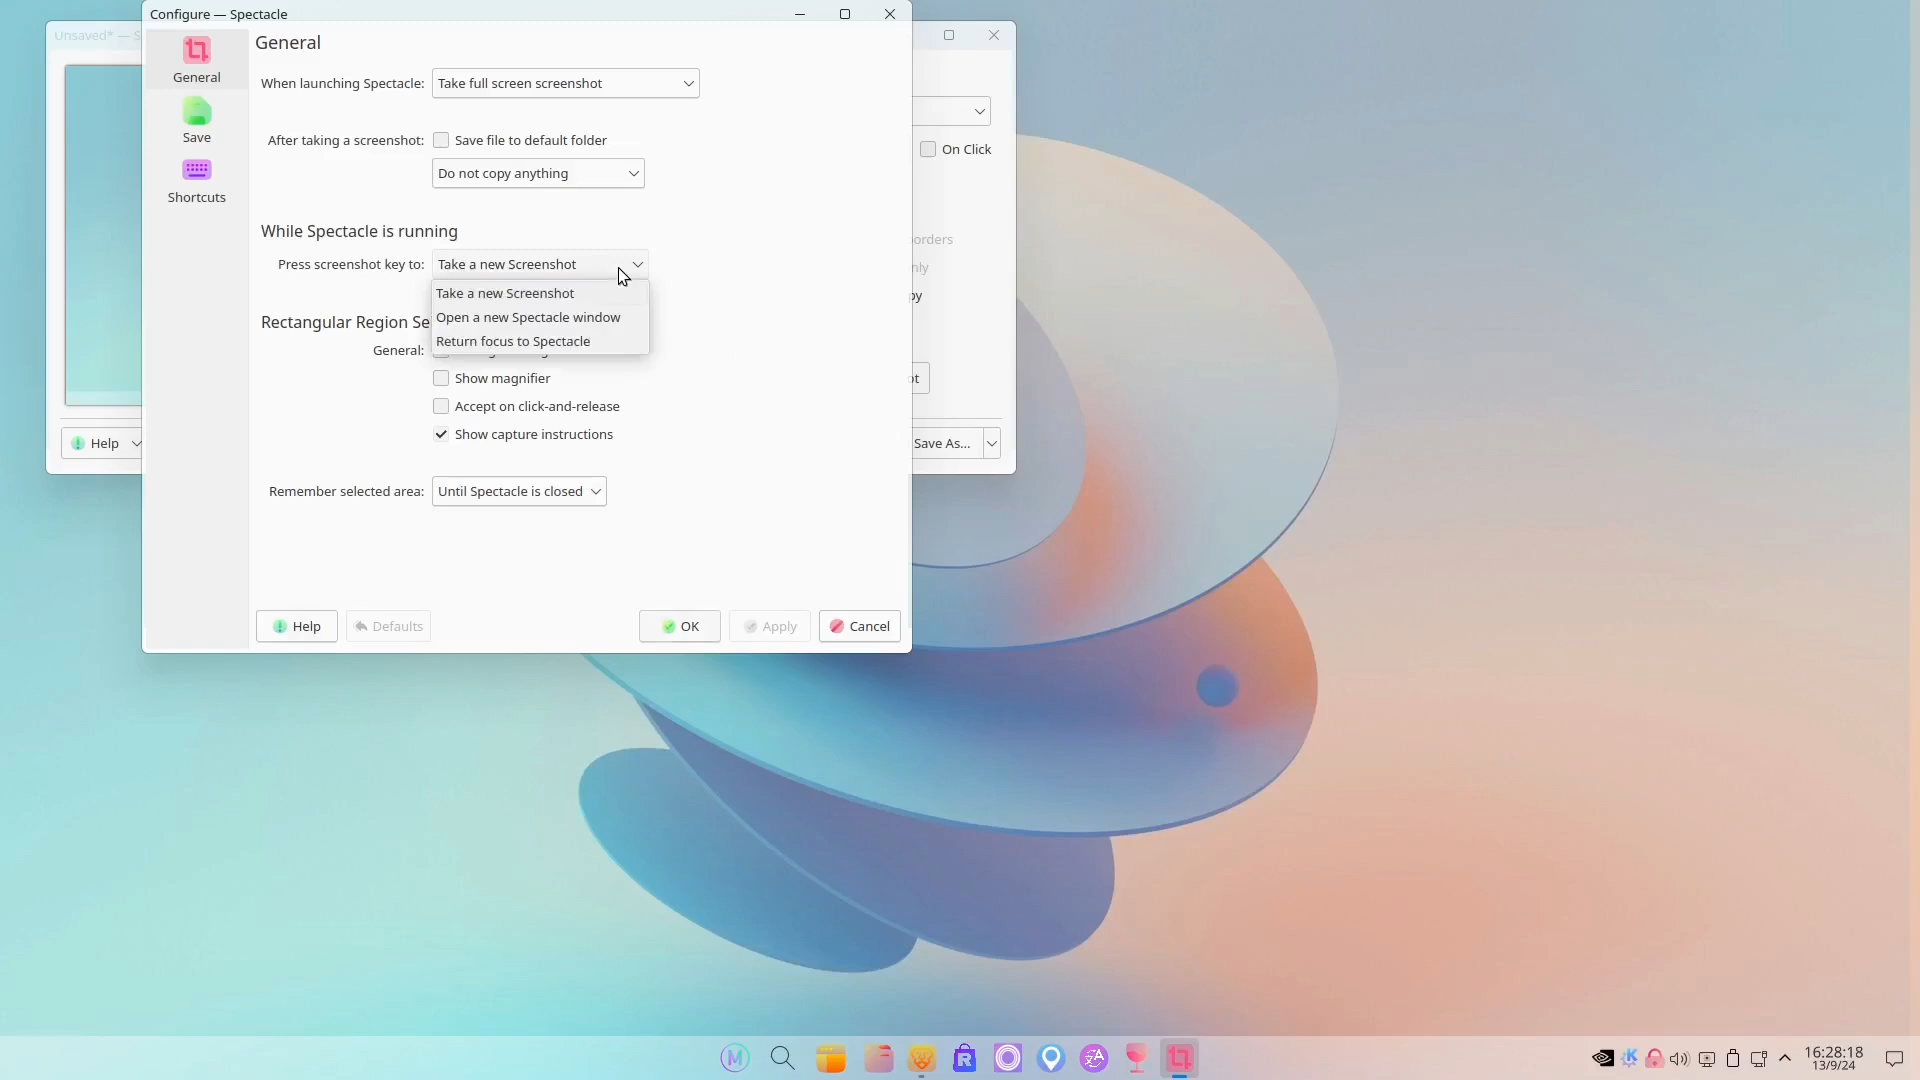 Configure — Spectacle
Unsaved* — S
General
General
When launching Spectacle: Take full screen screenshot
Save
After taking a screenshot: Save file to default folder
On Click
Do not copy anything
Shortcuts
While Spectacle is running
Press screenshot key to: Take a new Screenshot
Take a new Screenshot
Open a new Spectacle window
Return focus to Spectacle
Rectangular Region Se
General:
Show magnifier
Accept on click-and-release
Show capture instructions
Help
Save As...
Remember selected area: Until Spectacle is closed
Help
Defaults
OK
Apply
Cancel
16:28:18
13/9/24